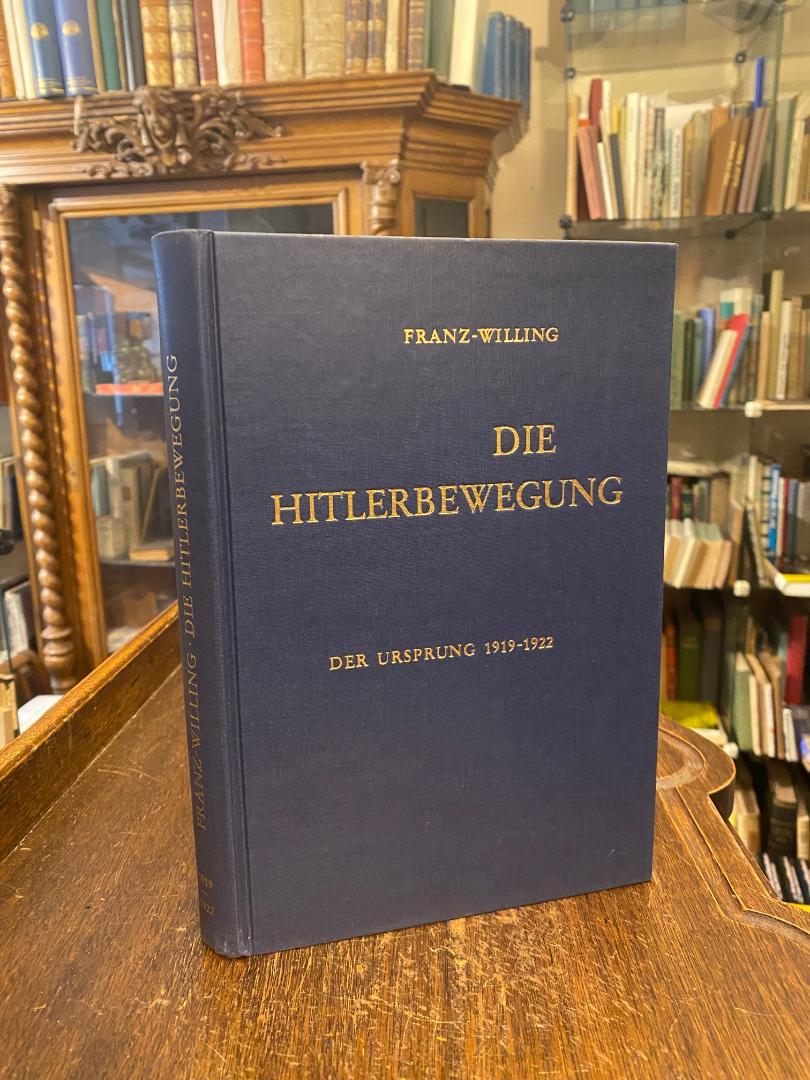 FRANZ-WILLING
DIE
HITLERBEWEGUNG
DER URSPRUNG 1919-1922
FRANZ-WILLING · DIE HITLERBEWEGUNG